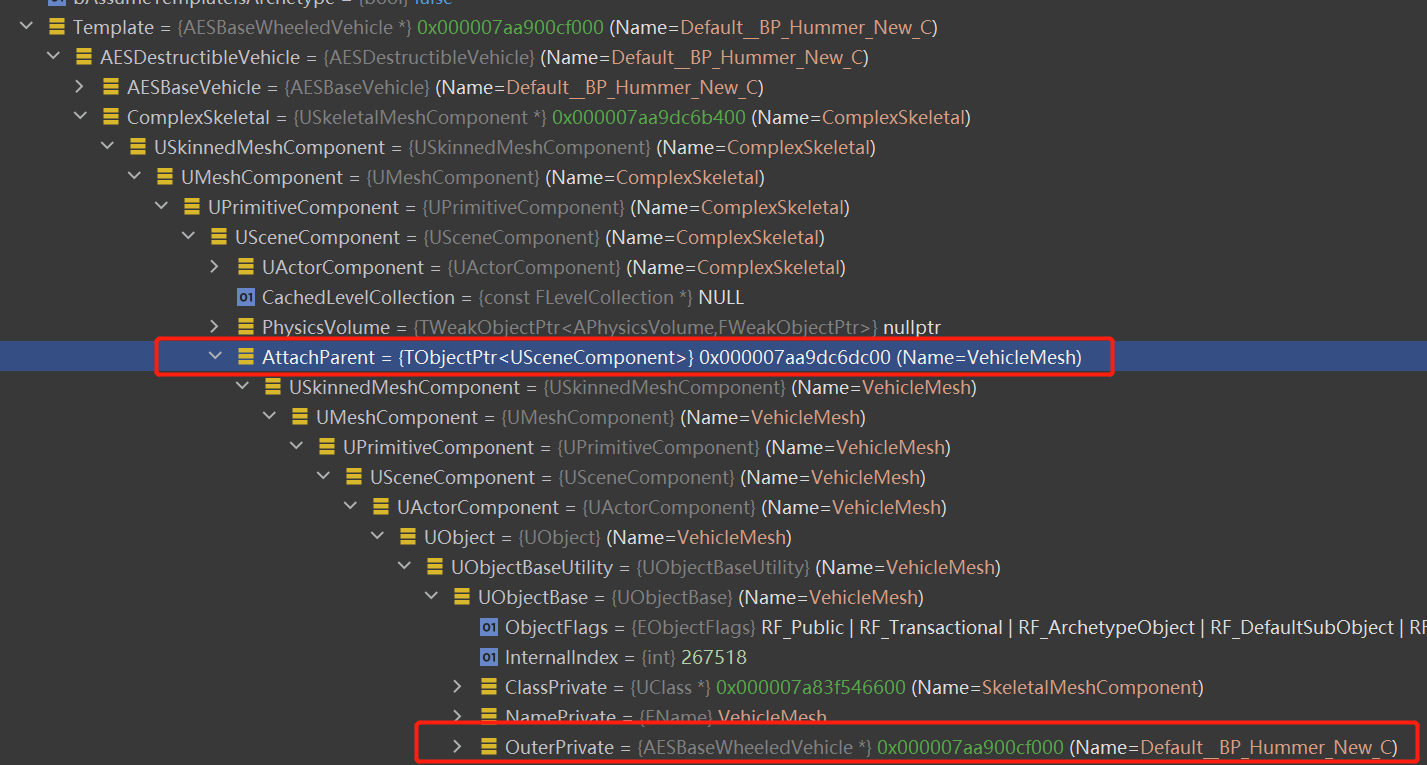 bAssumeTemplateIsArchetype = {bool} false
Template = {AESBaseWheeledVehicle *} 0x000007aa900cf000 (Name=Default__BP_Hummer_New_C)
AESDestructibleVehicle = {AESDestructibleVehicle} (Name=Default__BP_Hummer_New_C)
AESBaseVehicle = {AESBaseVehicle} (Name=Default__BP_Hummer_New_C)
ComplexSkeletal = {USkeletalMeshComponent *} 0x000007aa9dc6b400 (Name=ComplexSkeletal)
USkinnedMeshComponent = {USkinnedMeshComponent} (Name=ComplexSkeletal)
UMeshComponent = {UMeshComponent} (Name=ComplexSkeletal)
UPrimitiveComponent = {UPrimitiveComponent} (Name=ComplexSkeletal)
USceneComponent = {USceneComponent} (Name=ComplexSkeletal)
UActorComponent = {UActorComponent} (Name=ComplexSkeletal)
01 CachedLevelCollection = {const FLevelCollection *} NULL
PhysicsVolume = {TWeakObjectPtr<APhysicsVolume,FWeakObjectPtr>} nullptr
AttachParent = {TObjectPtr<USceneComponent>} 0x000007aa9dc6dc00 (Name=VehicleMesh)
USkinnedMeshComponent = {USkinnedMeshComponent} (Name=VehicleMesh)
UMeshComponent = {UMeshComponent} (Name=VehicleMesh)
UPrimitiveComponent = {UPrimitiveComponent} (Name=VehicleMesh)
USceneComponent = {USceneComponent} (Name=VehicleMesh)
UActorComponent = {UActorComponent} (Name=VehicleMesh)
UObject = {UObject} (Name=VehicleMesh)
UObjectBaseUtility = {UObjectBaseUtility} (Name=VehicleMesh)
UObjectBase = {UObjectBase} (Name=VehicleMesh)
01 ObjectFlags = {EObjectFlags} RF_Public | RF_Transactional | RF_ArchetypeObject | RF_DefaultSubObject | RF
01 InternalIndex = {int} 267518
ClassPrivate = {UClass *} 0x000007a83f546600 (Name=SkeletalMeshComponent)
NamePrivate = {FName} VehicleMesh
OuterPrivate = {AESBaseWheeledVehicle *} 0x000007aa900cf000 (Name=Default__BP_Hummer_New_C)